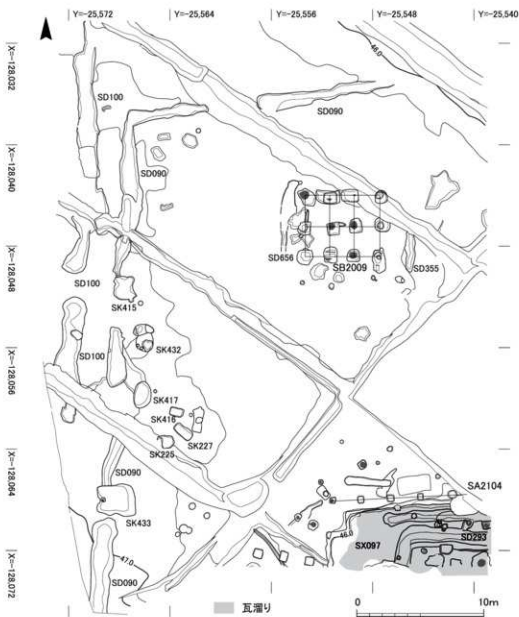 Y=-25,572
Y=-25,564
Y=-25,556
Y=-25,548
Y=-25,540
X=-128,032
X=-128,040
X=-128,048
X=-128,056
X=-128,064
X=-128,072
46.0
SD100
SD090
SD090
SD656
SB2009
SD355
SD100
SK415
SK432
SD100
SK417
SK416
SK225
SK227
SD090
SK433
SA2104
46.0
SX097
SD293
47.0
SD090
瓦溜り
0
10m